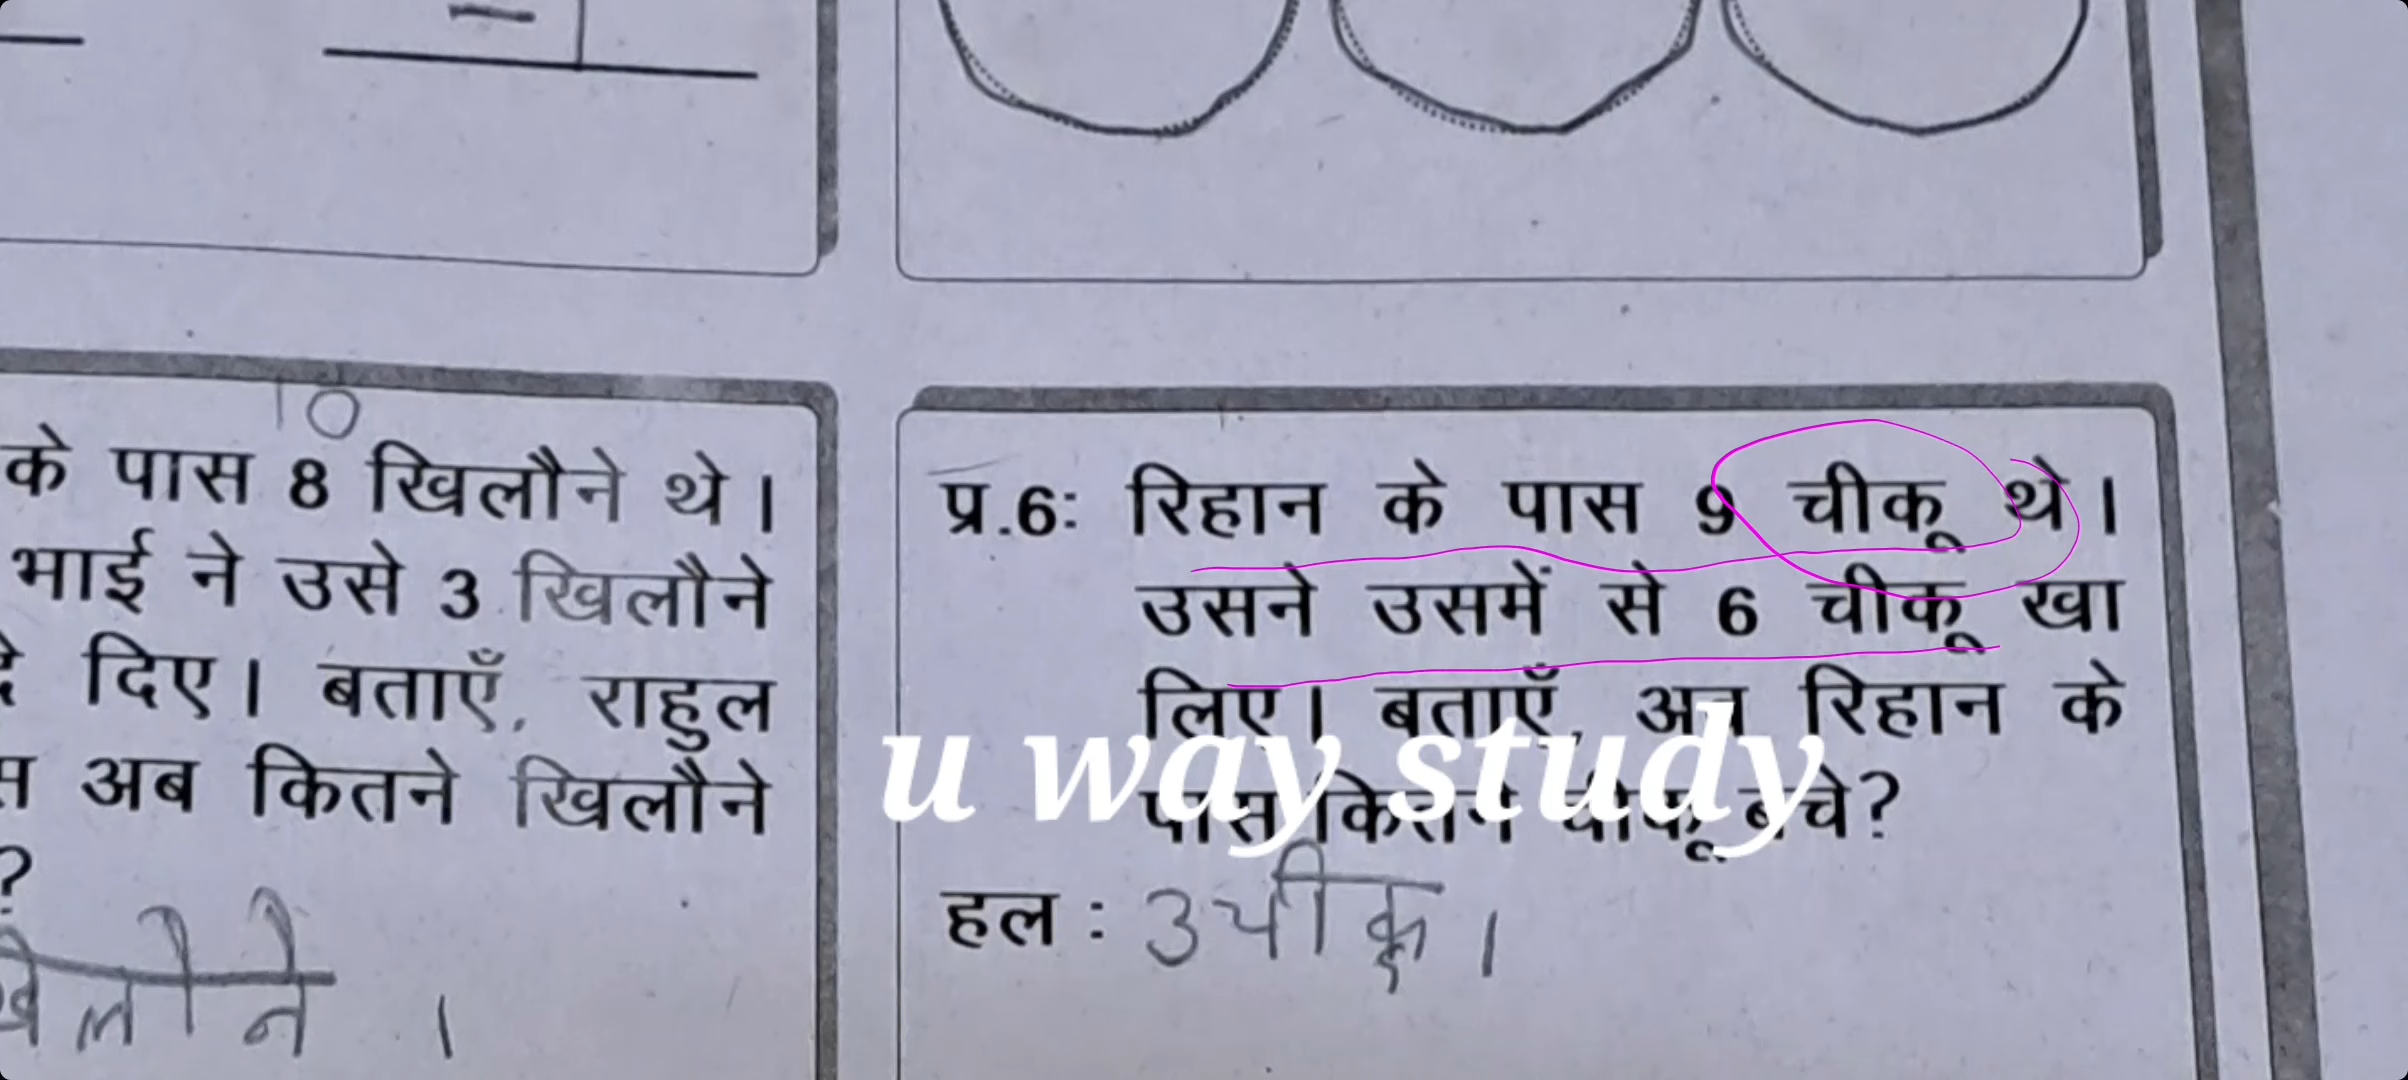 10
के पास 8 खिलौने थे।
भाई ने उसे 3 खिलौने
दे दिए। बताएँ, राहुल
स अब कितने खिलौने
?
खिलौने ।
प्र.6: रिहान के पास 9 चीकू थे।
उसने उसमें से 6 चीकू खा
लिए। बताएँ, अब रिहान के
पास कितने चीकू बचे?
हल : 3 चीकू ।
u way study